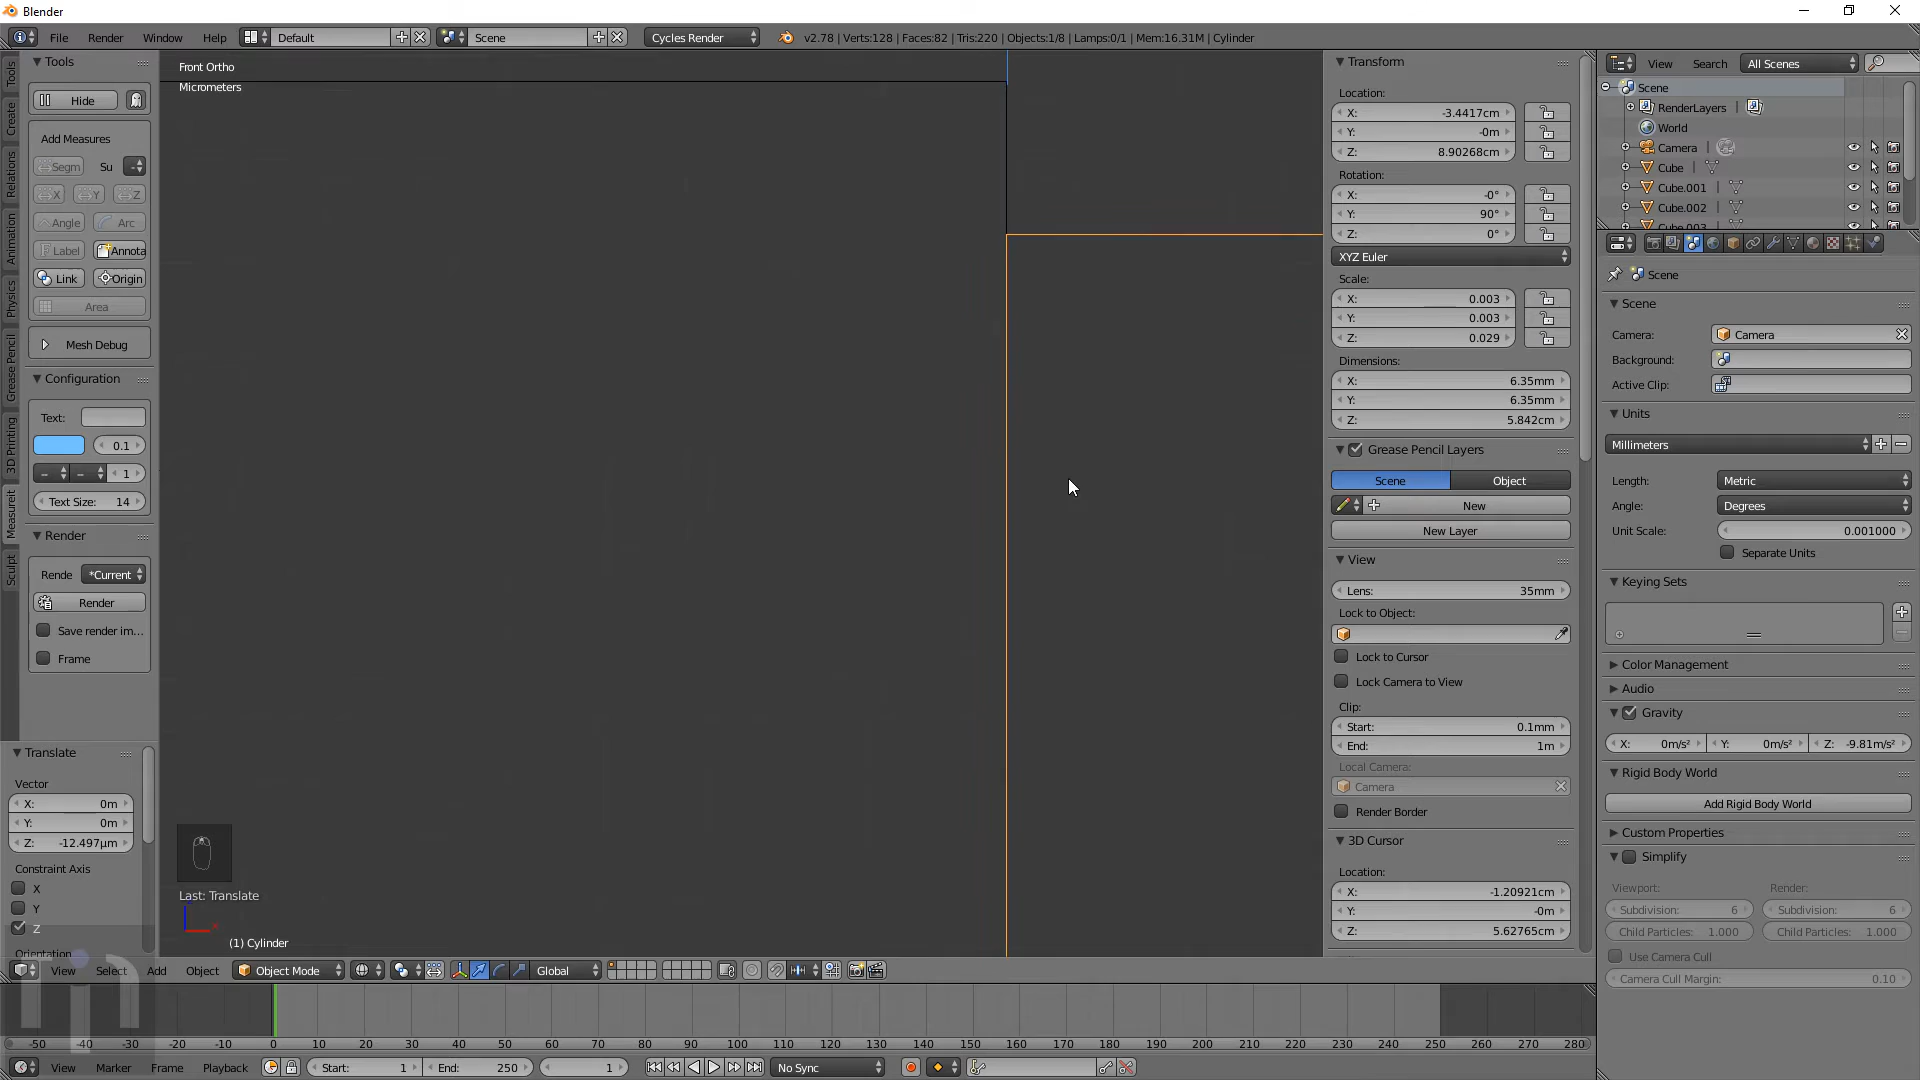 Blender
File Render Window Help Default Scene Cycles Render v2.78 | Verts:128 | Faces:82 | Tris:220 | Objects:1/8 | Lamps:0/1 | Mem:16.31M | Cylinder
Tools
Create
Relations
Animation
Physics
Grease Pencil
3D Printing
Measureit
Sculpt
Tools
Hide
Add Measures
Segm Su
X Y Z
Angle Arc
Label Annota
Link Origin
Area
Mesh Debug
Configuration
Text:
0.1
1
Text Size: 14
Render
Rende *Current
Render
Save render im...
Frame
Translate
Vector
X: 0m
Y: 0m
Z: -12.497µm
Constraint Axis
X
Y
Z
Orientation
Front Ortho
Micrometers
Last: Translate
(1) Cylinder
Transform
Location:
X: -3.4417cm
Y: -0m
Z: 8.90268cm
Rotation:
X: -0°
Y: 90°
Z: 0°
XYZ Euler
Scale:
X: 0.003
Y: 0.003
Z: 0.029
Dimensions:
X: 6.35mm
Y: 6.35mm
Z: 5.842cm
Grease Pencil Layers
Scene Object
New
New Layer
View
Lens: 35mm
Lock to Object:
Lock to Cursor
Lock Camera to View
Clip:
Start: 0.1mm
End: 1m
Local Camera:
Camera
Render Border
3D Cursor
Location:
X: -1.20921cm
Y: -0m
Z: 5.62765cm
View Search All Scenes
Scene
RenderLayers
World
Camera
Cube
Cube.001
Cube.002
Cube.003
Scene
Scene
Camera: Camera
Background:
Active Clip:
Units
Millimeters
Length: Metric
Angle: Degrees
Unit Scale: 0.001000
Separate Units
Keying Sets
Color Management
Audio
Gravity
X: 0m/s² Y: 0m/s² Z: -9.81m/s²
Rigid Body World
Add Rigid Body World
Custom Properties
Simplify
Viewport: Render:
Subdivision: 6 Subdivision: 6
Child Particles: 1.000 Child Particles: 1.000
Use Camera Cull
Camera Cull Margin: 0.10
View Select Add Object Object Mode Global
-50 -40 -30 -20 -10 0 10 20 30 40 50 60 70 80 90 100 110 120 130 140 150 160 170 180 190 200 210 220 230 240 250 260 270 280
View Marker Frame Playback Start: 1 End: 250 1 No Sync